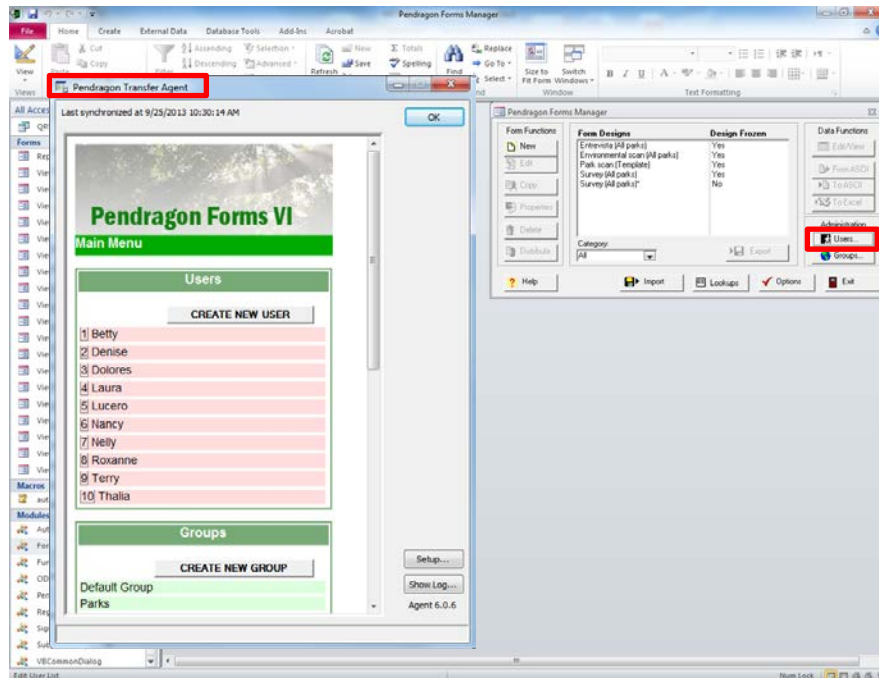 Pendragon Forms Manager
File Home Create External Data Database Tools Add-Ins Acrobat
View
Cut
Copy
Paste
Filter
Ascending
Descending
Selection
Advanced
Refresh
New
Save
Totals
Spelling
Find
Replace
Go To
Select
Size to Fit Form
Switch Windows
Views
Window
Text Formatting
Pendragon Transfer Agent
Last synchronized at 9/25/2013 10:30:14 AM
OK
Pendragon Forms VI
Main Menu
Users
CREATE NEW USER
1 Betty
2 Denise
3 Dolores
4 Laura
5 Lucero
6 Nancy
7 Nelly
8 Roxanne
9 Terry
10 Thalia
Groups
CREATE NEW GROUP
Default Group
Parks
Setup...
Show Log...
Agent 6.0.6
Pendragon Forms Manager
Form Functions
New
Edit
Copy
Properties
Delete
Distribute
Form Designs Design Frozen
Entrevista (All parks) Yes
Environmental scan (All parks) Yes
Park scan (Template) Yes
Survey (All parks) Yes
Survey (All parks)* No
Category:
All
Export
Data Functions
Edit/View
From ASCII
To ASCII
To Excel
Administration
Users...
Groups...
Help
Import
Lookups
Options
Exit
Forms
Macros
Modules
VBCommonDialog
Edit User List
Num Lock